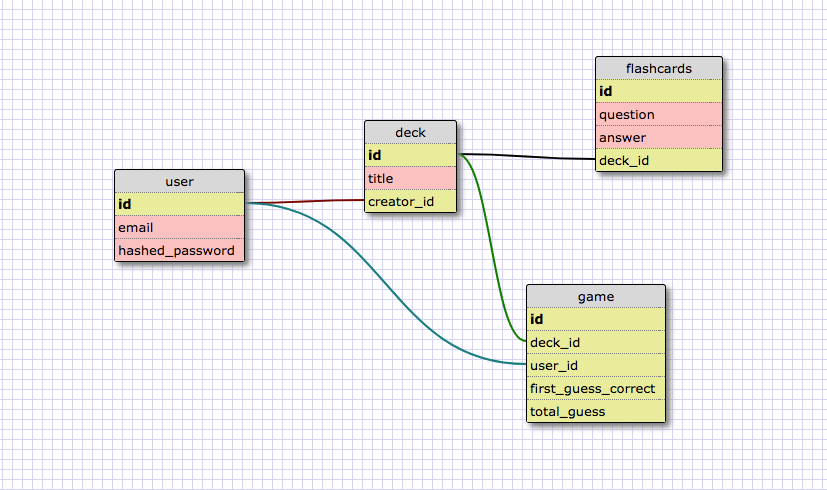 user
id
email
hashed_password
deck
id
title
creator_id
flashcards
id
question
answer
deck_id
game
id
deck_id
user_id
first_guess_correct
total_guess